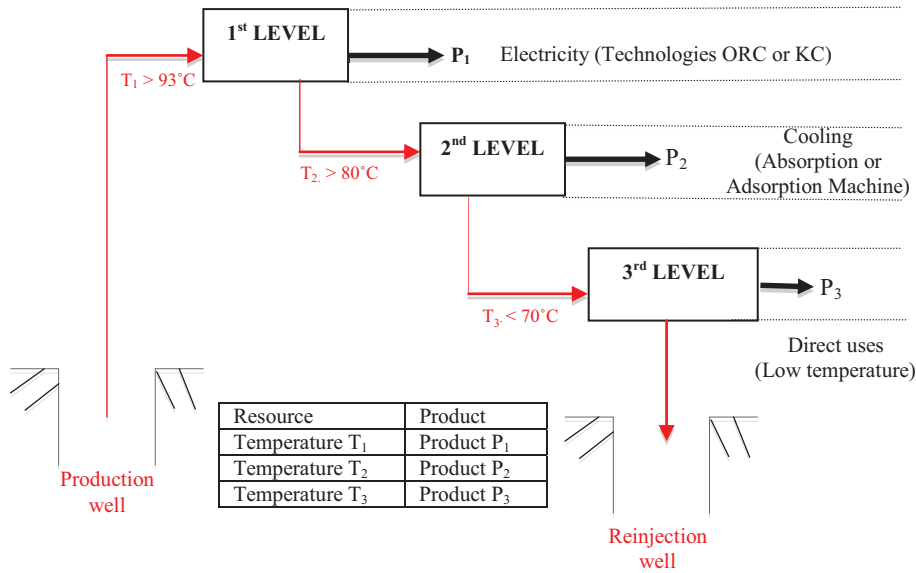 1st LEVEL
P1
Electricity (Technologies ORC or KC)
T1 > 93°C
2nd LEVEL
P2
Cooling
(Absorption or
Adsorption Machine)
T2. > 80°C
3rd LEVEL
P3
T3. < 70°C
Direct uses
(Low temperature)
Resource Product
Temperature T1 Product P1
Temperature T2 Product P2
Temperature T3 Product P3
Production
well
Reinjection
well